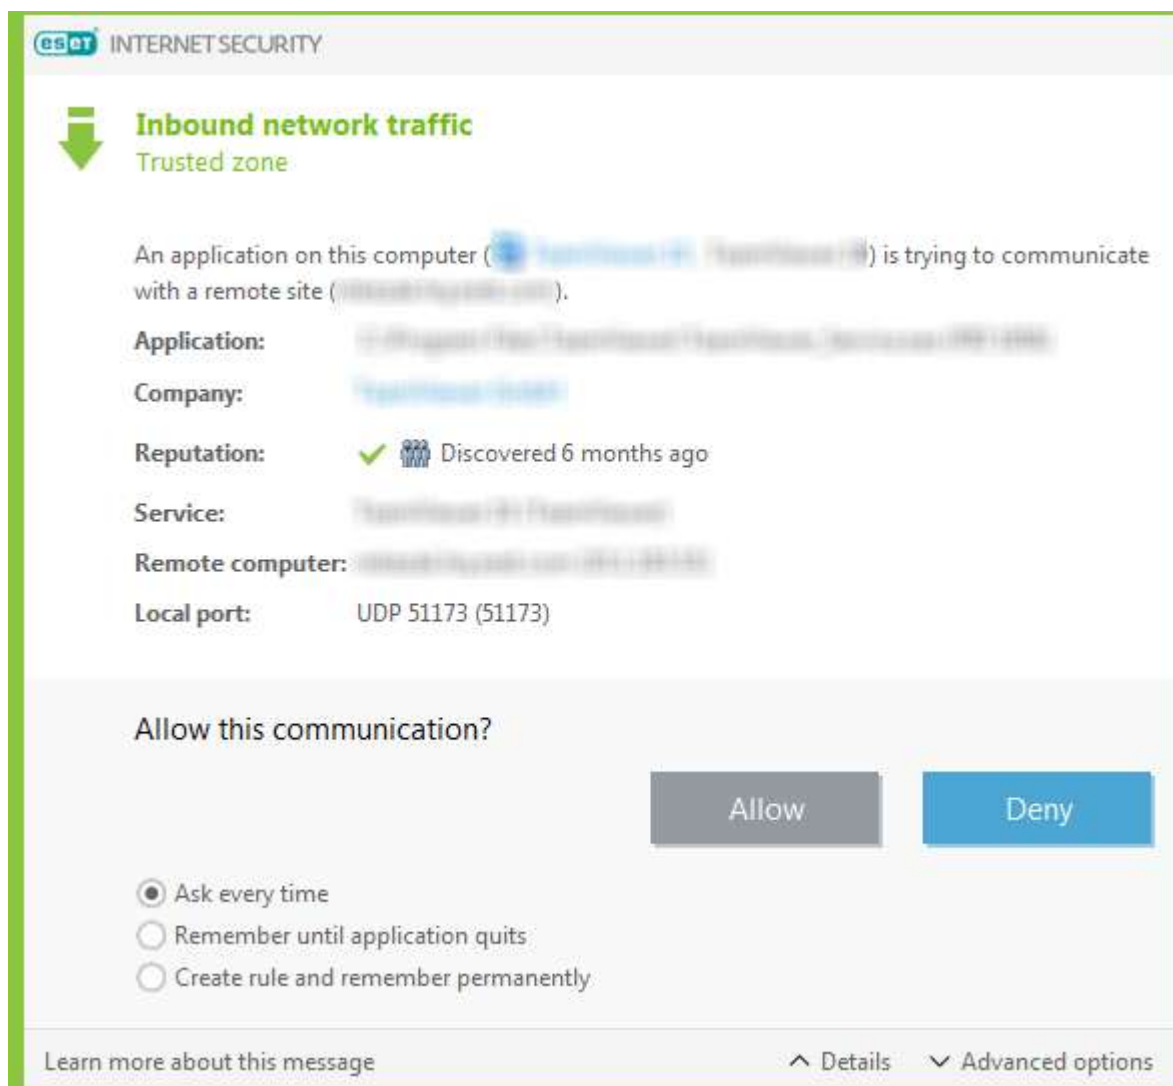 eset INTERNET SECURITY
Inbound network traffic
Trusted zone
An application on this computer ( ) is trying to communicate
with a remote site ( ).
Application:
Company:
Reputation: Discovered 6 months ago
Service:
Remote computer:
Local port: UDP 51173 (51173)
Allow this communication?
Allow Deny
Ask every time
Remember until application quits
Create rule and remember permanently
Learn more about this message Details Advanced options